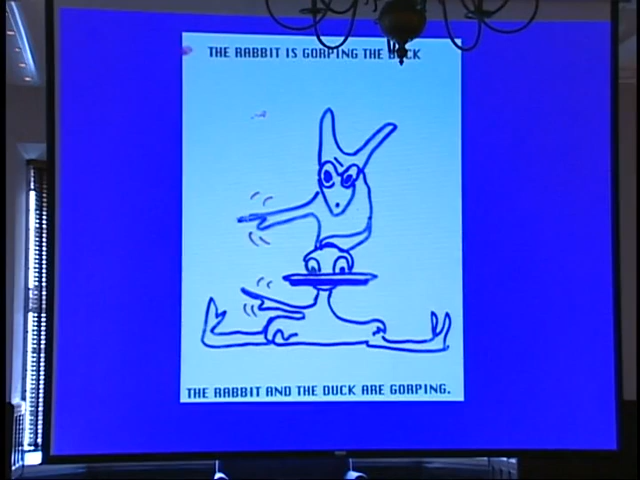 THE RABBIT IS GORPING THE DUCK
THE RABBIT AND THE DUCK ARE GORPING.